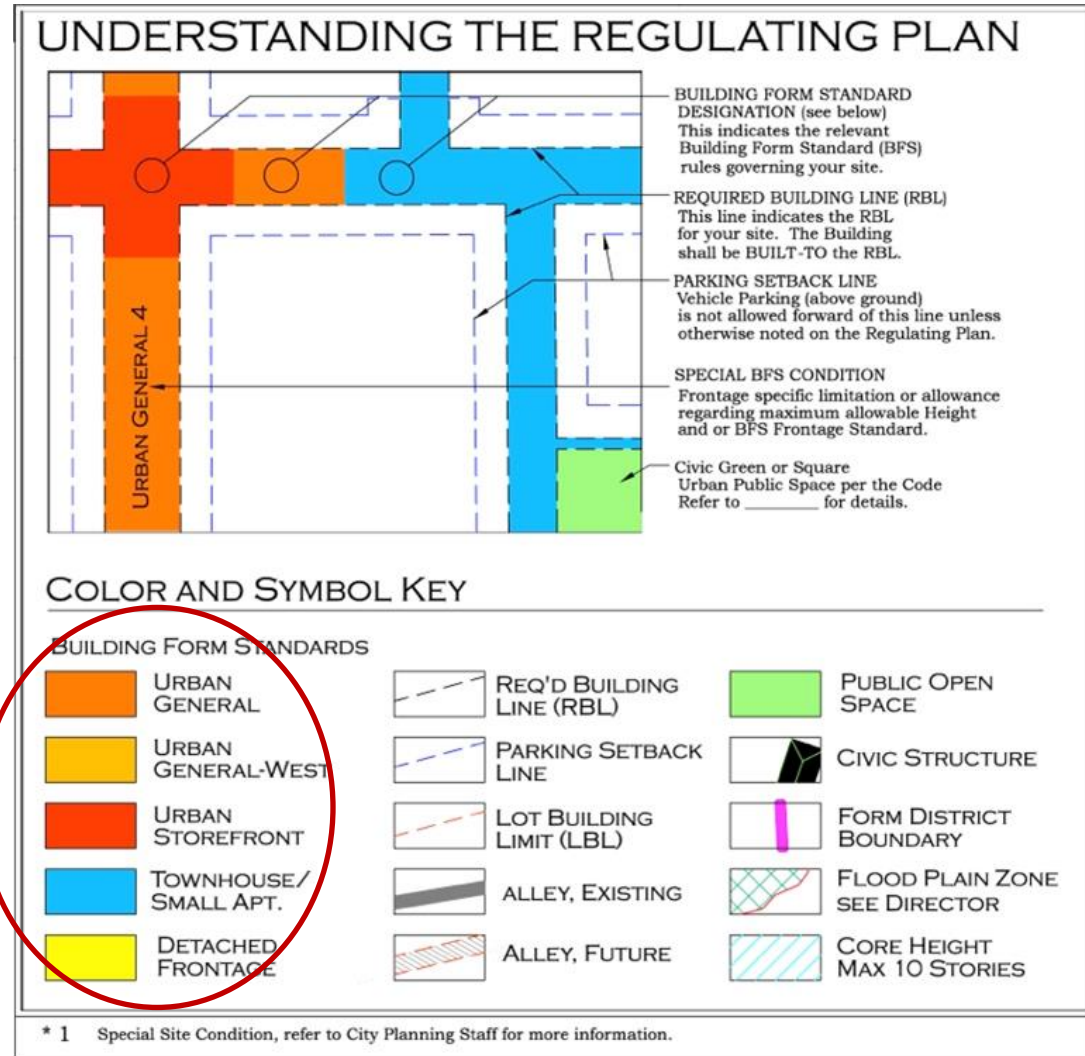 UNDERSTANDING THE REGULATING PLAN
BUILDING FORM STANDARD
DESIGNATION (see below)
This indicates the relevant
Building Form Standard (BFS)
rules governing your site.
REQUIRED BUILDING LINE (RBL)
This line indicates the RBL
for your site. The Building
shall be BUILT-TO the RBL.
PARKING SETBACK LINE
Vehicle Parking (above ground)
is not allowed forward of this line unless
otherwise noted on the Regulating Plan.
SPECIAL BFS CONDITION
Frontage specific limitation or allowance
regarding maximum allowable Height
and or BFS Frontage Standard.
Civic Green or Square
Urban Public Space per the Code
Refer to ________ for details.
URBAN GENERAL 4
COLOR AND SYMBOL KEY
BUILDING FORM STANDARDS
URBAN
GENERAL
URBAN
GENERAL-WEST
URBAN
STOREFRONT
TOWNHOUSE/
SMALL APT.
DETACHED
FRONTAGE
REQ'D BUILDING
LINE (RBL)
PARKING SETBACK
LINE
LOT BUILDING
LIMIT (LBL)
ALLEY, EXISTING
ALLEY, FUTURE
PUBLIC OPEN
SPACE
CIVIC STRUCTURE
FORM DISTRICT
BOUNDARY
FLOOD PLAIN ZONE
SEE DIRECTOR
CORE HEIGHT
MAX 10 STORIES
* 1 Special Site Condition, refer to City Planning Staff for more information.